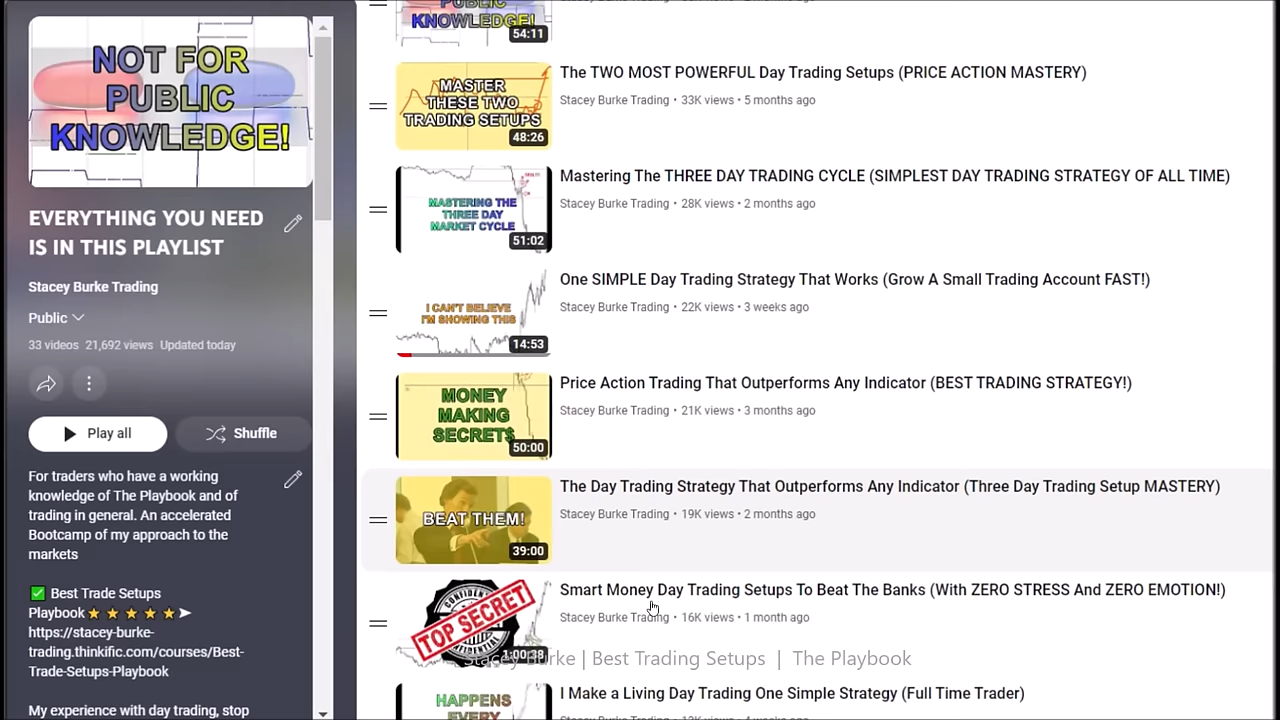 NOT FOR
PUBLIC
KNOWLEDGE!
EVERYTHING YOU NEED
IS IN THIS PLAYLIST
Stacey Burke Trading
Public
33 videos 21,692 views Updated today
Play all
Shuffle
For traders who have a working
knowledge of The Playbook and of
trading in general. An accelerated
Bootcamp of my approach to the
markets
✅ Best Trade Setups
Playbook⭐⭐⭐⭐⭐➤
https://stacey-burke-
trading.thinkific.com/courses/Best-
Trade-Setups-Playbook
My experience with day trading, stop
KNOWLEDGE!
54:11
MASTER
THESE TWO
TRADING SETUPS
48:26
The TWO MOST POWERFUL Day Trading Setups (PRICE ACTION MASTERY)
Stacey Burke Trading • 33K views • 5 months ago
MASTERING THE
THREE DAY
MARKET CYCLE
51:02
Mastering The THREE DAY TRADING CYCLE (SIMPLEST DAY TRADING STRATEGY OF ALL TIME)
Stacey Burke Trading • 28K views • 2 months ago
I CAN'T BELIEVE
I'M SHOWING THIS
14:53
One SIMPLE Day Trading Strategy That Works (Grow A Small Trading Account FAST!)
Stacey Burke Trading • 22K views • 3 weeks ago
MONEY
MAKING
SECRET$
50:00
Price Action Trading That Outperforms Any Indicator (BEST TRADING STRATEGY!)
Stacey Burke Trading • 21K views • 3 months ago
BEAT THEM!
39:00
The Day Trading Strategy That Outperforms Any Indicator (Three Day Trading Setup MASTERY)
Stacey Burke Trading • 19K views • 2 months ago
TOP SECRET
1:00:38
Smart Money Day Trading Setups To Beat The Banks (With ZERO STRESS And ZERO EMOTION!)
Stacey Burke Trading • 16K views • 1 month ago
Stacey Burke | Best Trading Setups | The Playbook
HAPPENS
EVERY
I Make a Living Day Trading One Simple Strategy (Full Time Trader)